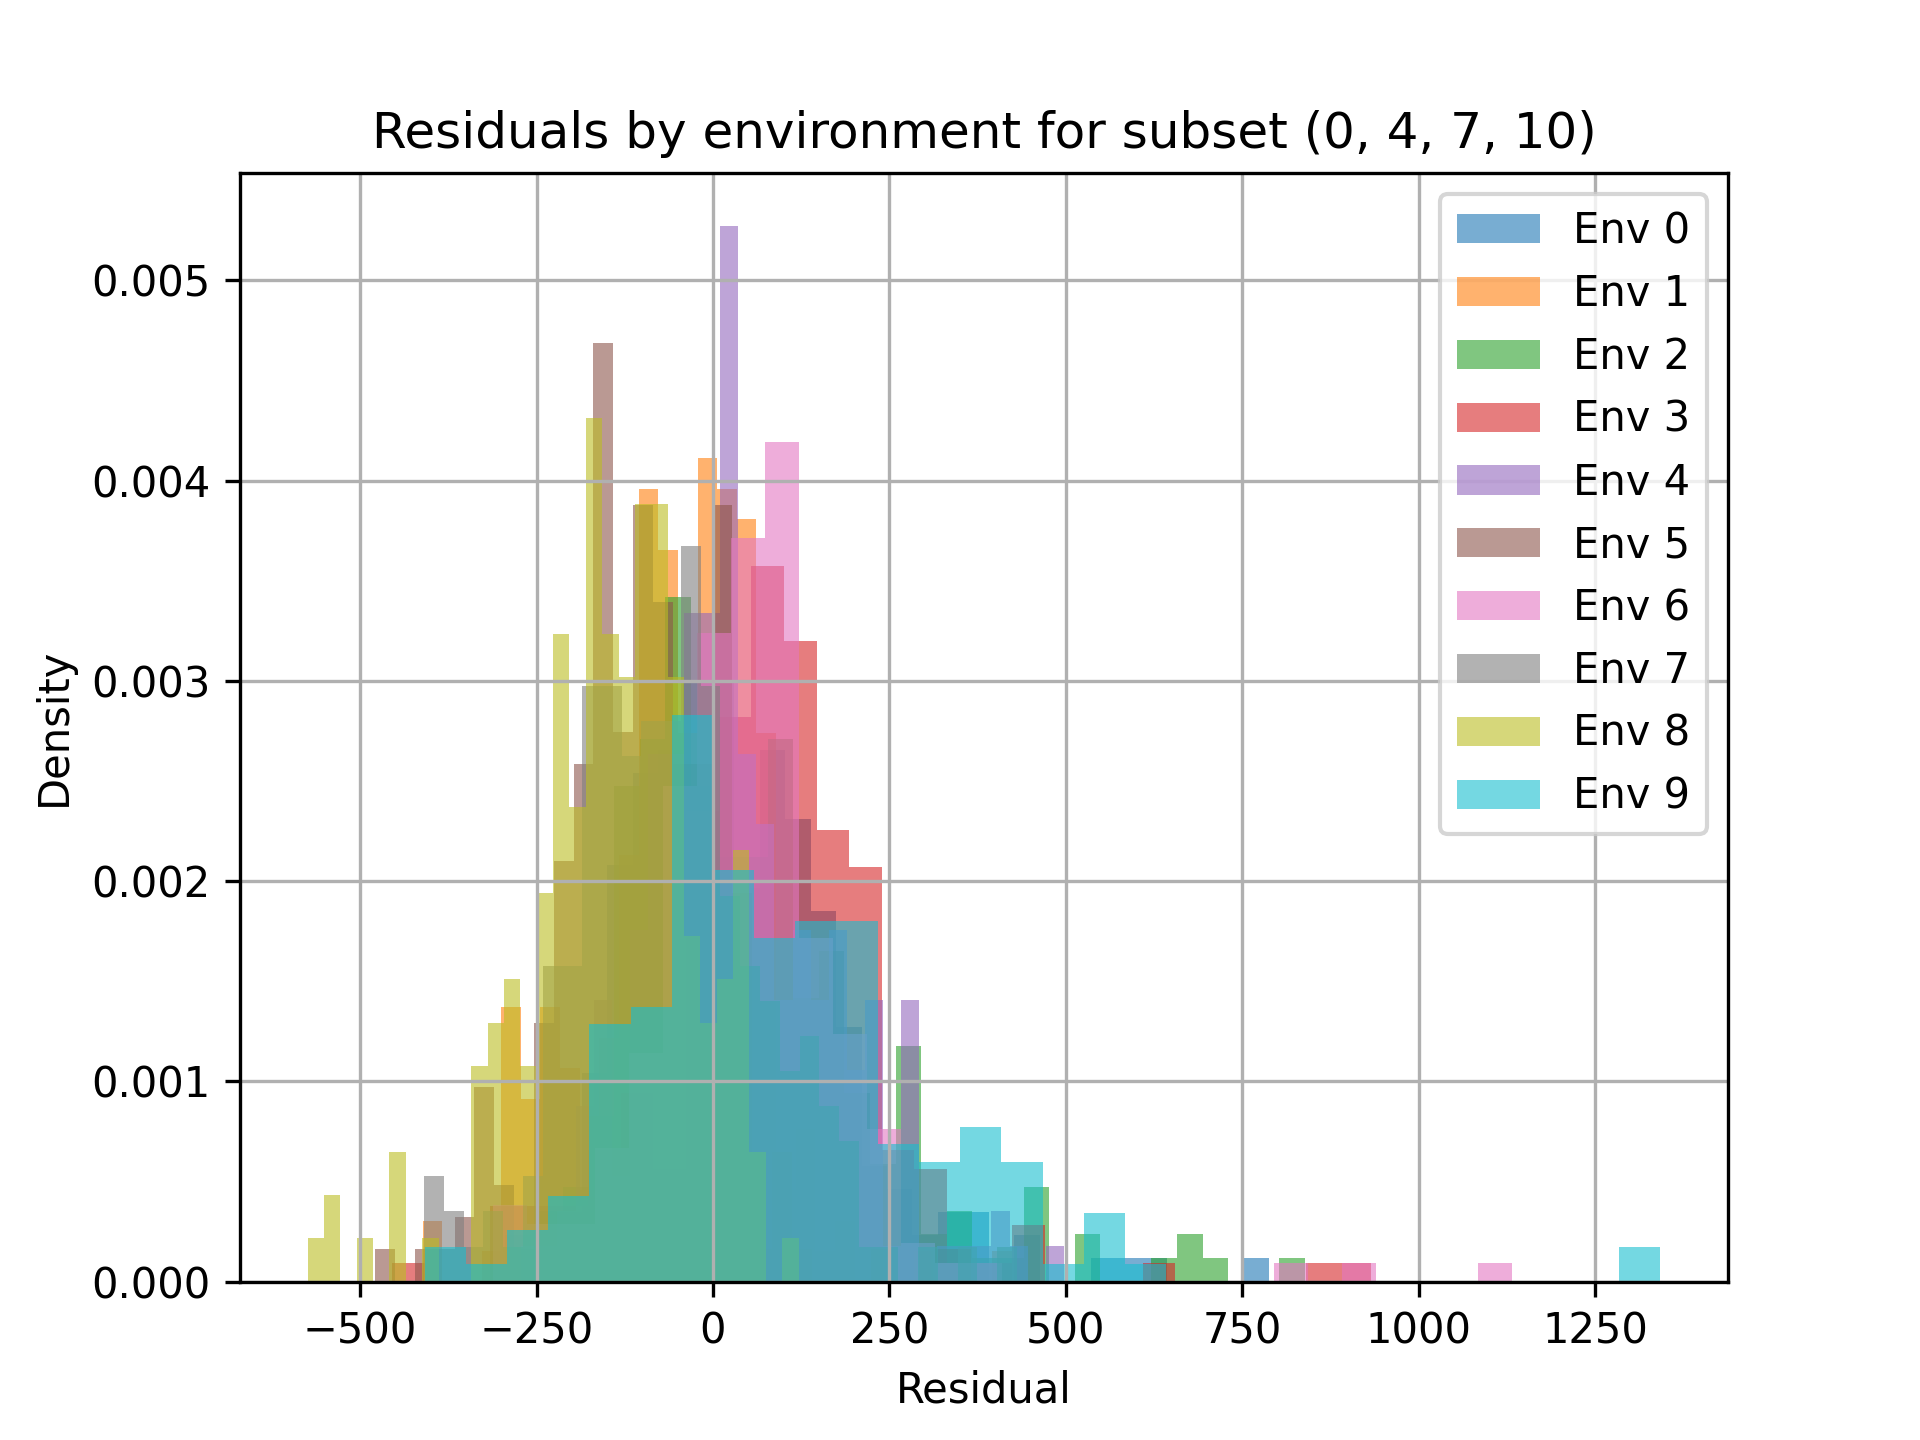 Residuals by environment for subset (0, 4, 7, 10)
Env 0
Env 1
Env 2
Env 3
Env 4
Env 5
Env 6
Env 7
Env 8
Env 9
Density
0.005
0.004
0.003
0.002
0.001
0.000
−500 −250 0 250 500 750 1000 1250
Residual